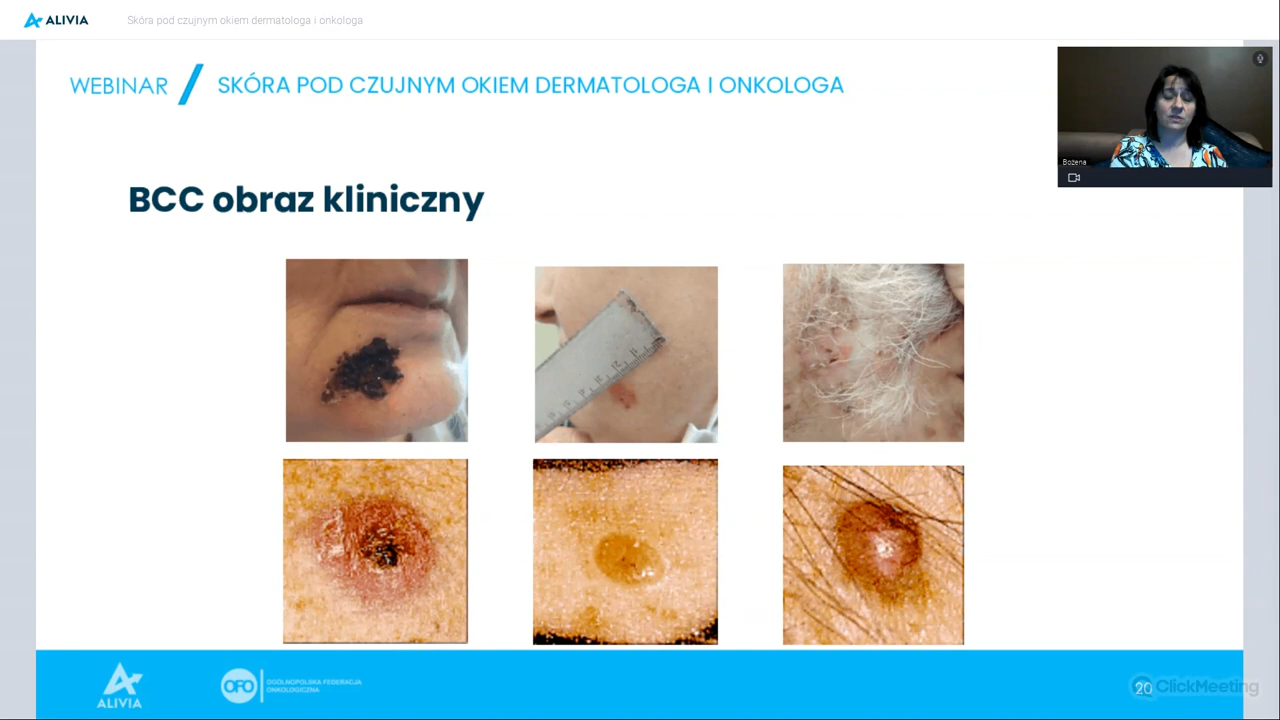 ALIVIA
Skóra pod czujnym okiem dermatologa i onkologa
WEBINAR / SKÓRA POD CZUJNYM OKIEM DERMATOLOGA I ONKOLOGA
Bożena
BCC obraz kliniczny
ALIVIA
OFO
OGÓLNOPOLSKA FEDERACJA
ONKOLOGICZNA
20
ClickMeeting